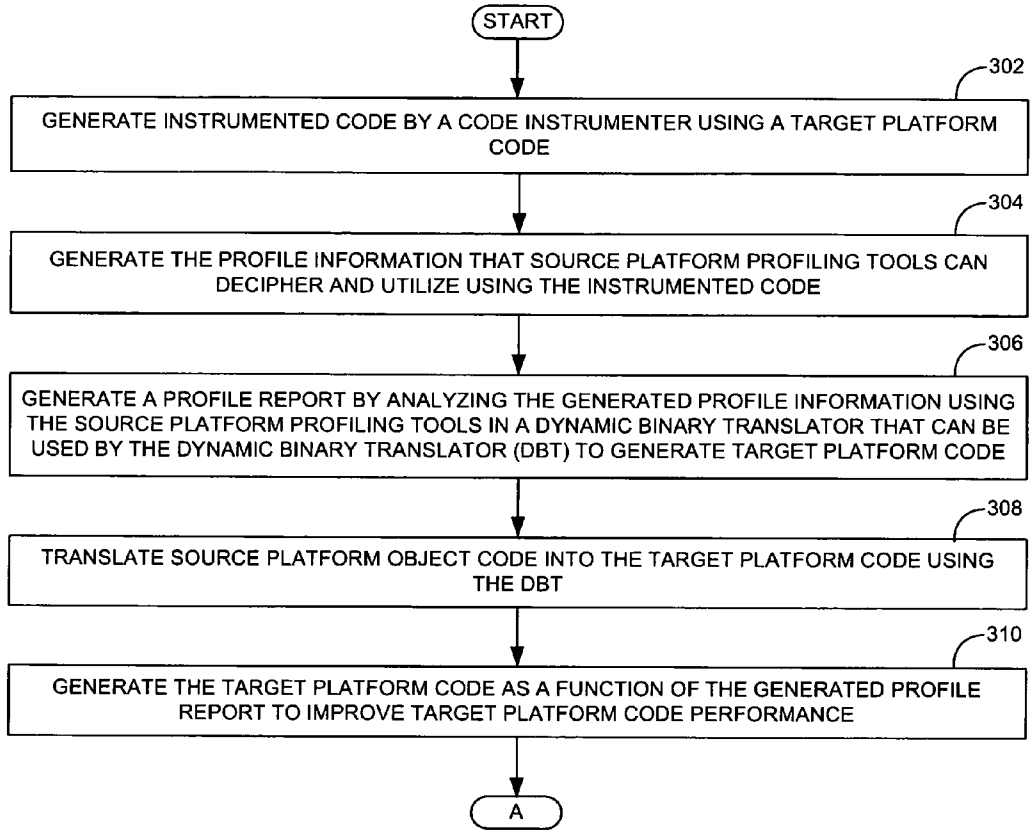 START
302
GENERATE INSTRUMENTED CODE BY A CODE INSTRUMENTER USING A TARGET PLATFORM
CODE
304
GENERATE THE PROFILE INFORMATION THAT SOURCE PLATFORM PROFILING TOOLS CAN
DECIPHER AND UTILIZE USING THE INSTRUMENTED CODE
306
GENERATE A PROFILE REPORT BY ANALYZING THE GENERATED PROFILE INFORMATION USING
THE SOURCE PLATFORM PROFILING TOOLS IN A DYNAMIC BINARY TRANSLATOR THAT CAN BE
USED BY THE DYNAMIC BINARY TRANSLATOR (DBT) TO GENERATE TARGET PLATFORM CODE
308
TRANSLATE SOURCE PLATFORM OBJECT CODE INTO THE TARGET PLATFORM CODE USING
THE DBT
310
GENERATE THE TARGET PLATFORM CODE AS A FUNCTION OF THE GENERATED PROFILE
REPORT TO IMPROVE TARGET PLATFORM CODE PERFORMANCE
A